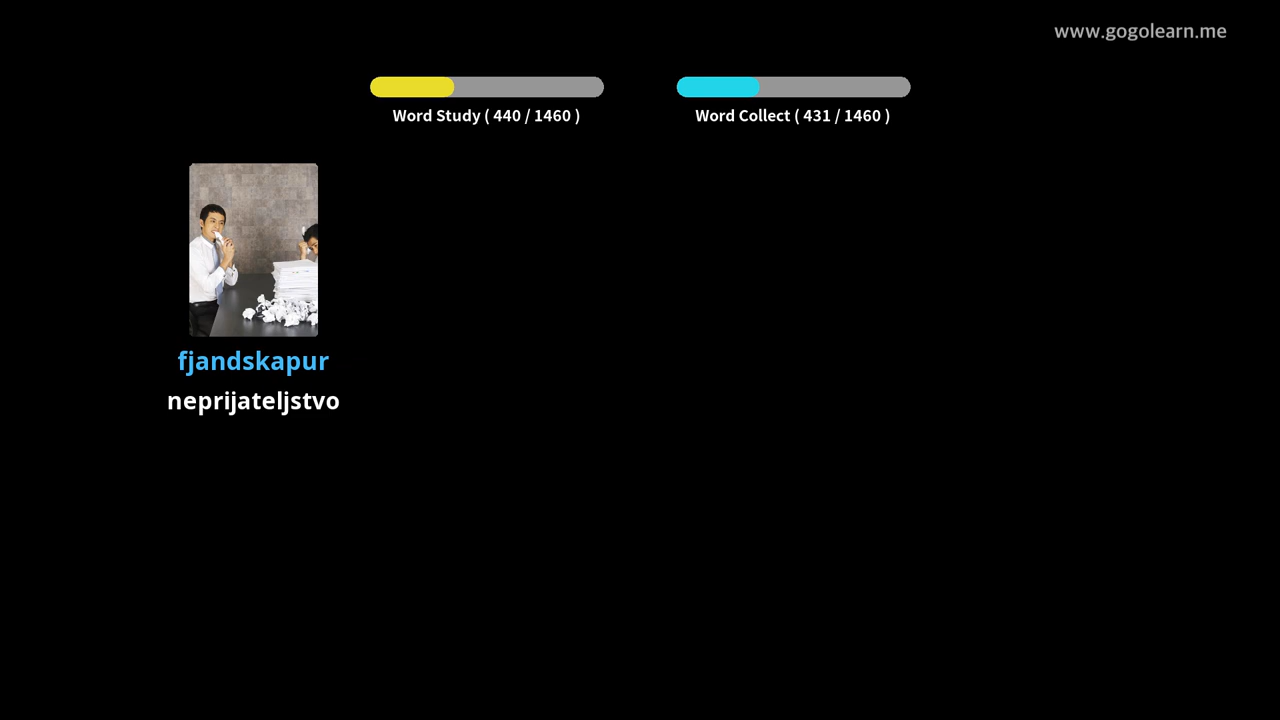 www.gogolearn.me
Word Study ( 440 / 1460 )
Word Collect ( 431 / 1460 )
fjandskapur
neprijateljstvo